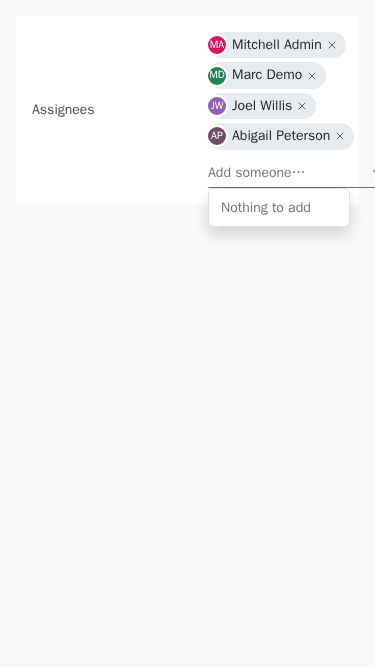 MA Mitchell Admin
MD Marc Demo
Assignees
JW Joel Willis
AP Abigail Peterson
Add someone…
Nothing to add